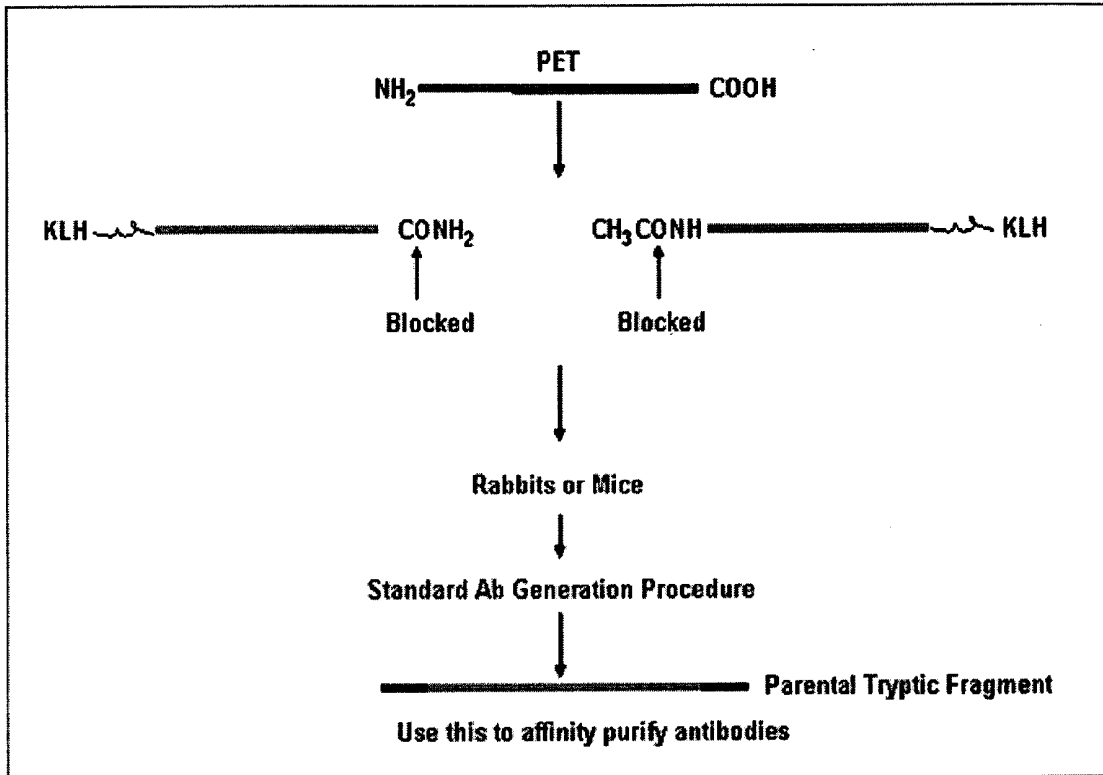 PET
NH₂ COOH
KLH CONH₂ CH₃CONH KLH
Blocked Blocked
Rabbits or Mice
Standard Ab Generation Procedure
Parental Tryptic Fragment
Use this to affinity purify antibodies